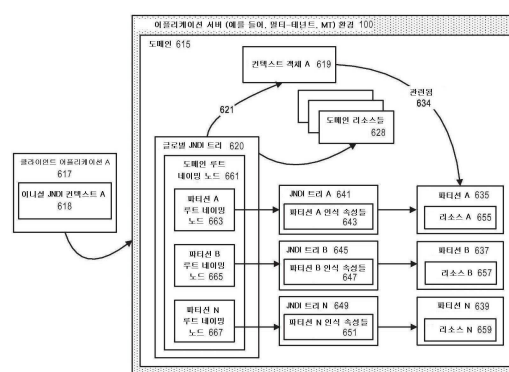 어플리케이션 서버 (예를 들어, 멀티-테넌트, MT) 환경 100
도메인 615
컨텍스트 객체 A 619
621
관련됨
634
도메인 리소스들
628
클라이언트 어플리케이션 A
617
이니셜 JNDI 컨텍스트 A
618
글로벌 JNDI 트리 620
도메인 루트
네이밍 노드 661
파티션 A
루트 네이밍
노드 663
파티션 B
루트 네이밍
노드 665
파티션 N
루트 네이밍
노드 667
JNDI 트리 A 641
파티션 A 인식 속성들
643
JNDI 트리 B 645
파티션 B 인식 속성들
647
JNDI 트리 N 649
파티션 N 인식 속성들
651
파티션 A 635
리소스 A 655
파티션 B 637
리소스 B 657
파티션 N 639
리소스 N 659